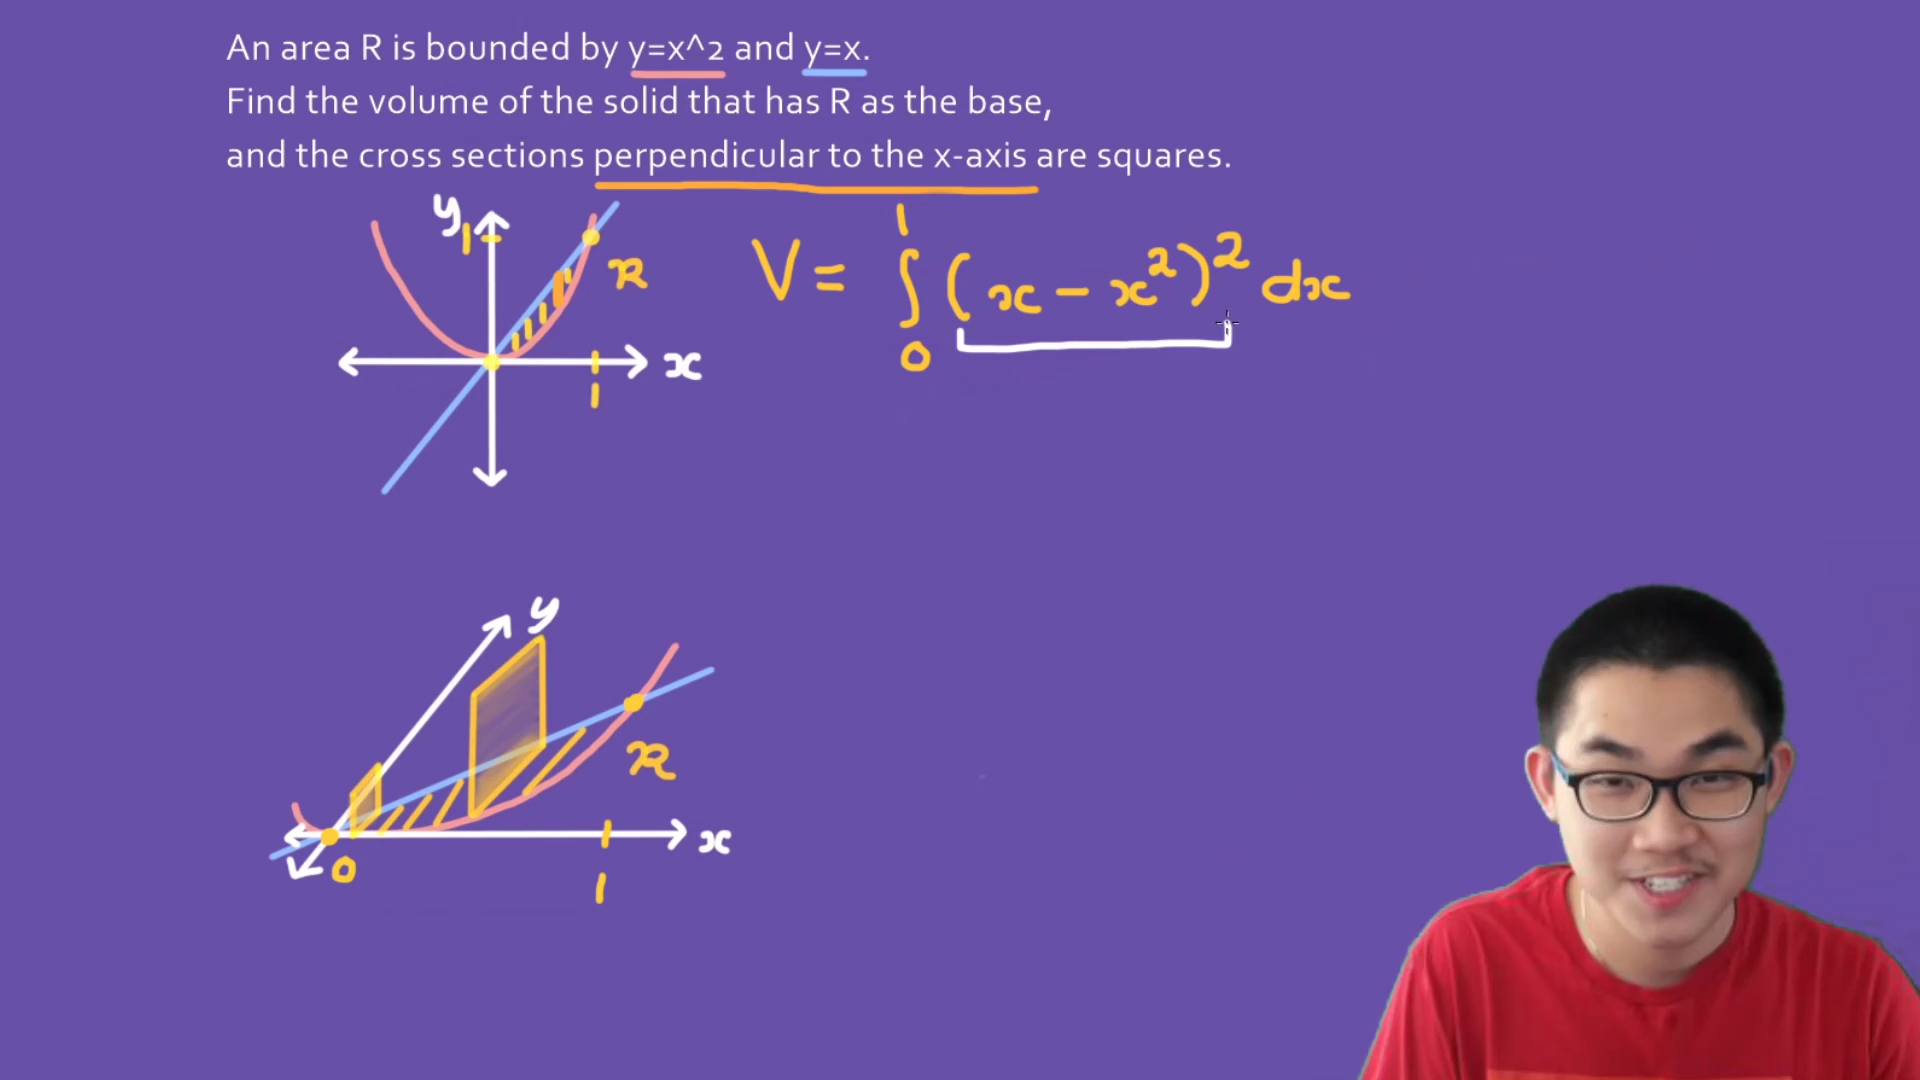 An area R is bounded by y=x^2 and y=x.
Find the volume of the solid that has R as the base,
and the cross sections perpendicular to the x-axis are squares.
y
1
R
x
1
V = ∫₀¹ (x - x²)² dx
y
R
x
0
1